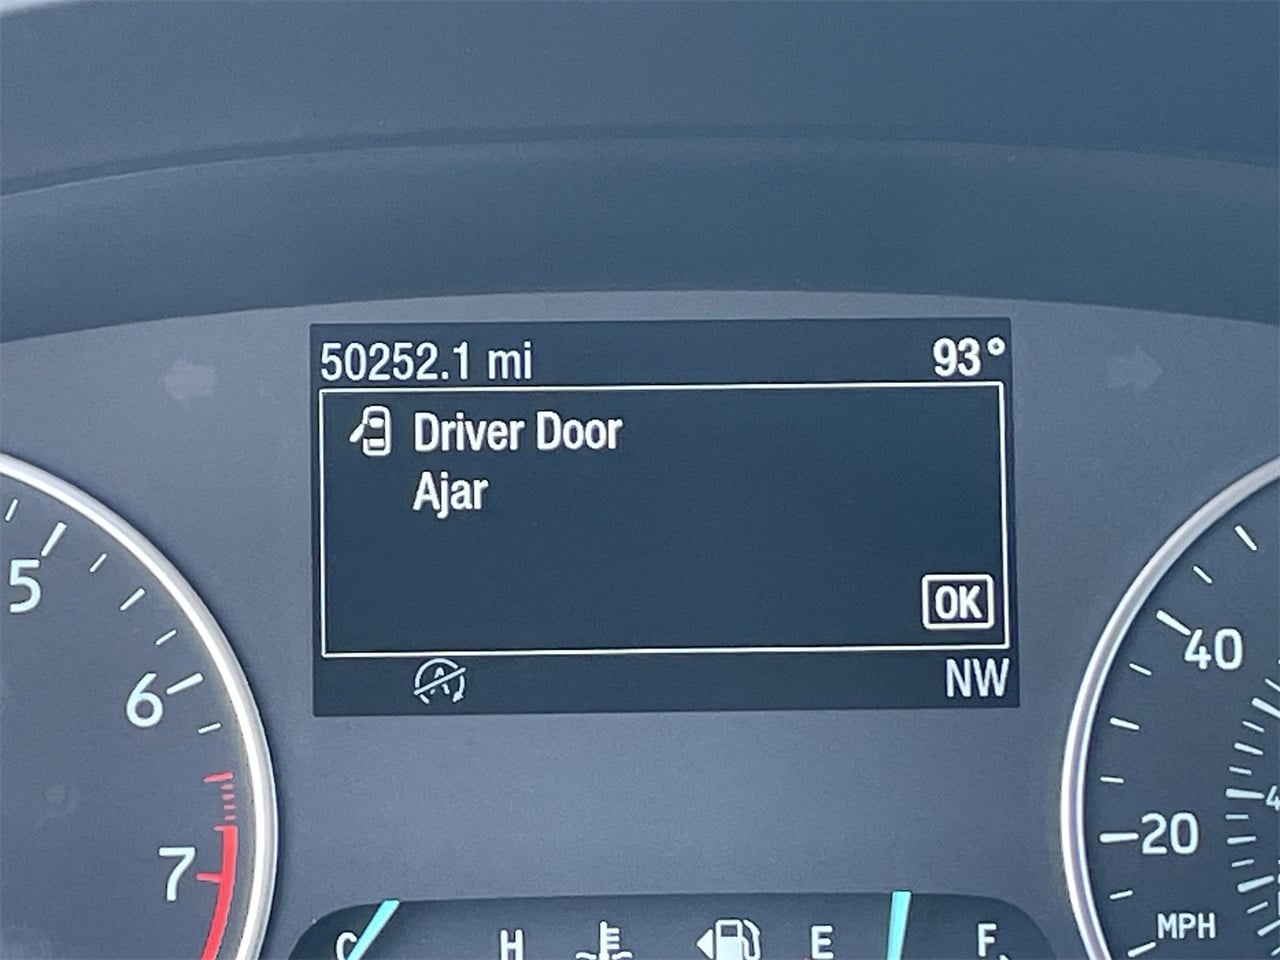 50252.1 mi 93°
Driver Door
Ajar
OK
A
NW
5
6
7
40
20
MPH
C H E F